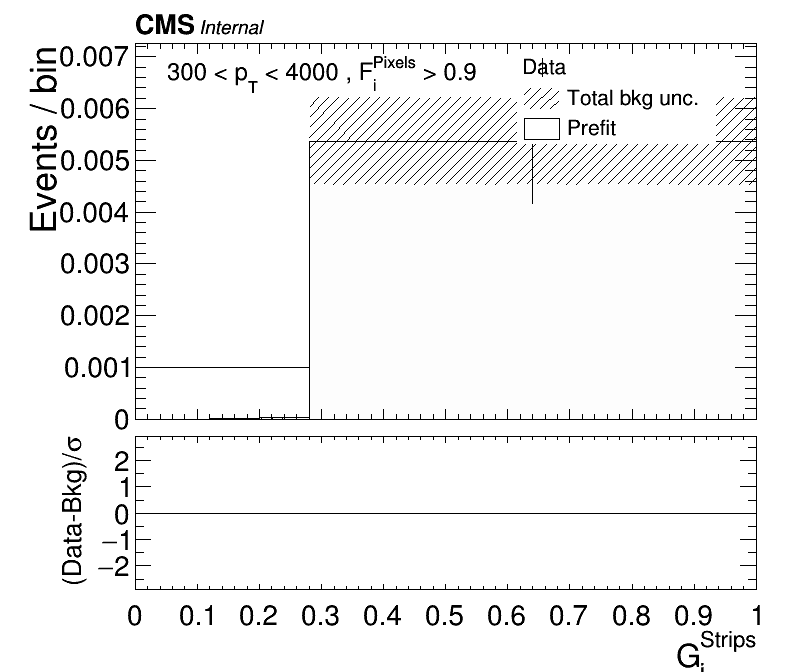 CMS Internal
Events / bin
300 < p_T < 4000 , F_i^Pixels > 0.9
Data
Total bkg unc.
Prefit
0.007
0.006
0.005
0.004
0.003
0.002
0.001
0
(Data-Bkg)/σ
2
1
0
−1
−2
0 0.1 0.2 0.3 0.4 0.5 0.6 0.7 0.8 0.9 1
G_i^Strips